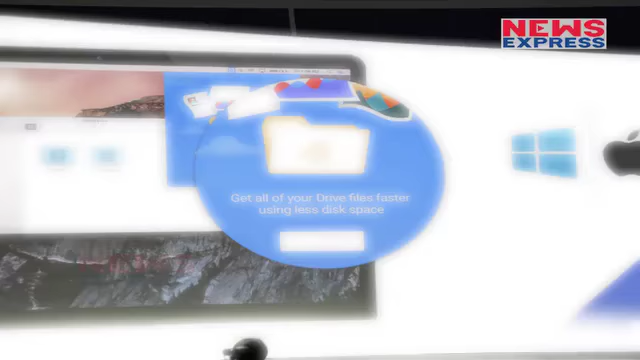 NEWS
EXPRESS
Get all of your Drive files faster
using less disk space